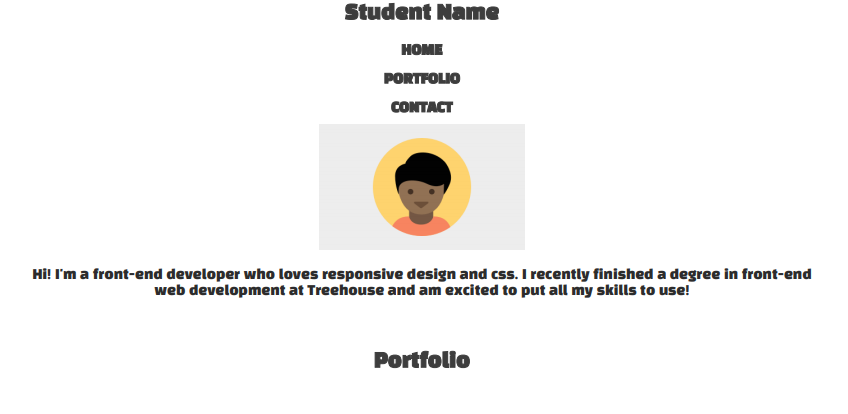 Student Name
HOME
PORTFOLIO
CONTACT
Hi! I'm a front-end developer who loves responsive design and css. I recently finished a degree in front-end
web development at Treehouse and am excited to put all my skills to use!
Portfolio